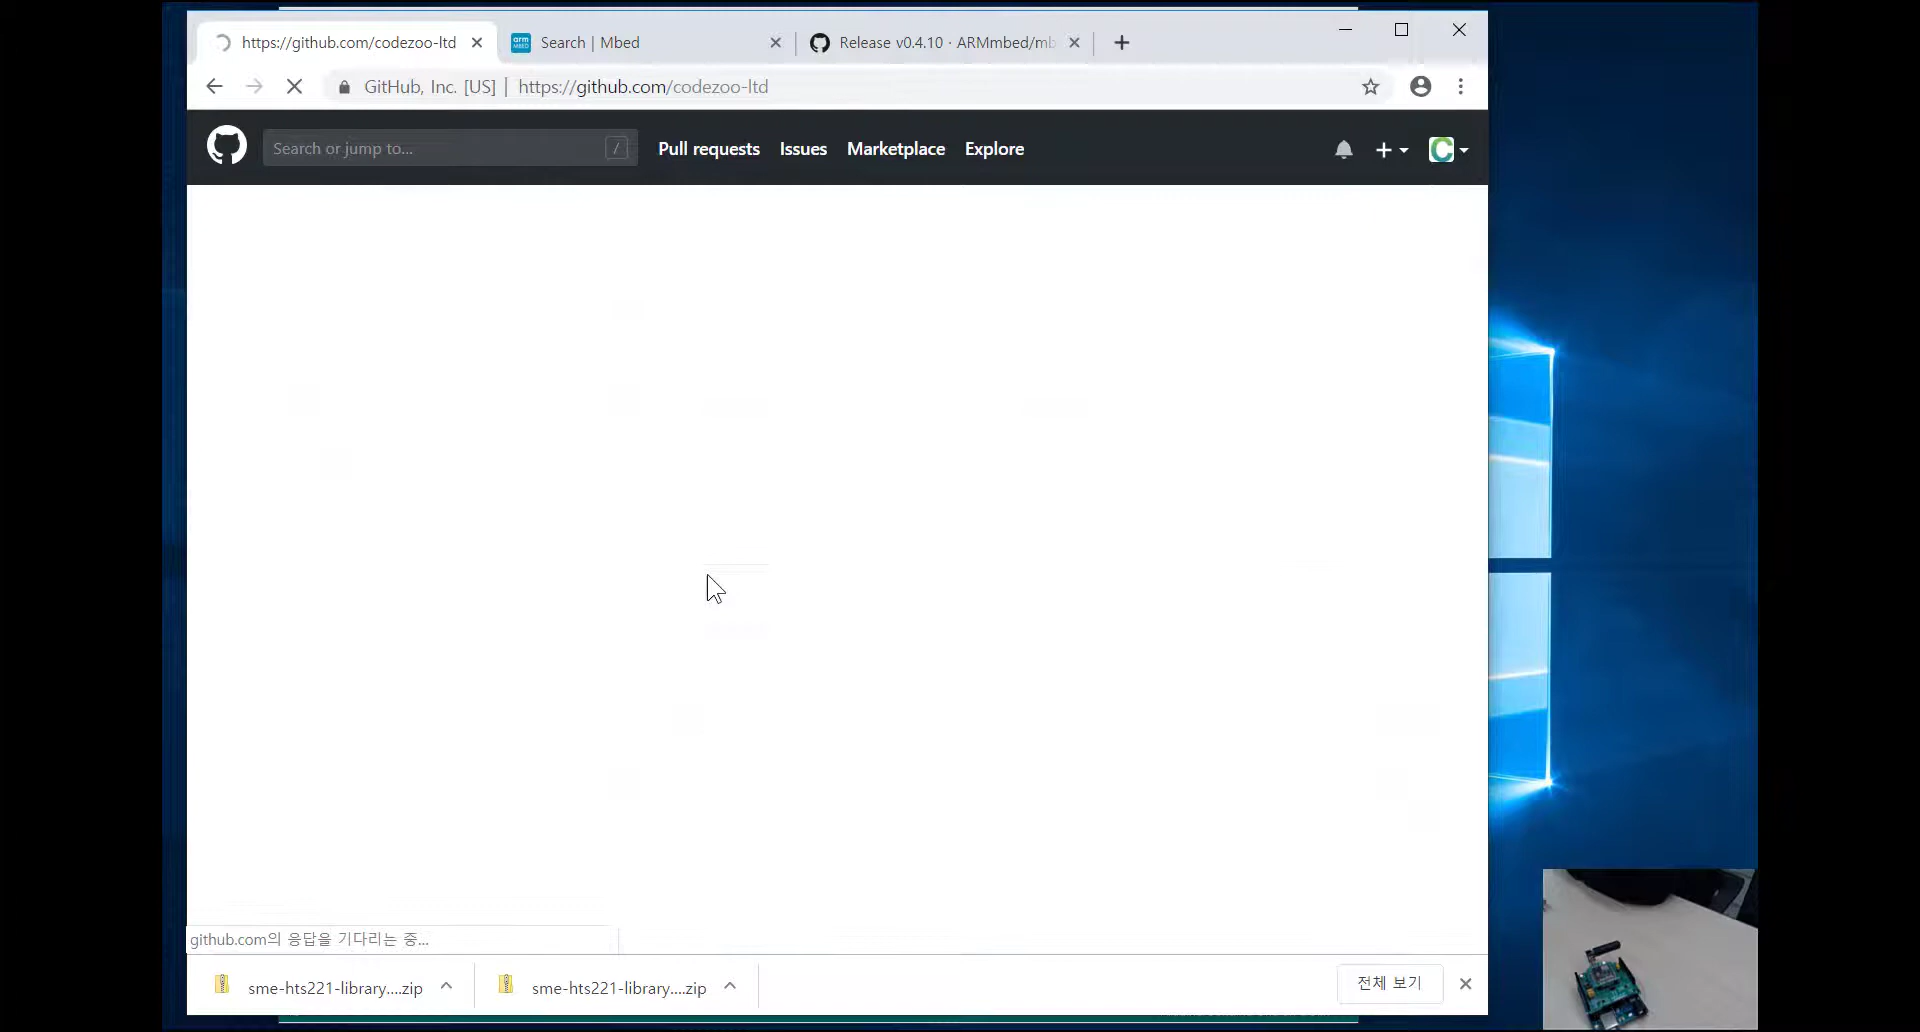 https://github.com/codezoo-ltd
arm MBED
Search | Mbed
Release v0.4.10 · ARMmbed/mb
GitHub, Inc. [US] | https://github.com/codezoo-ltd
Search or jump to...
/
Pull requests
Issues
Marketplace
Explore
github.com의 응답을 기다리는 중...
sme-hts221-library....zip
sme-hts221-library....zip
전체 보기